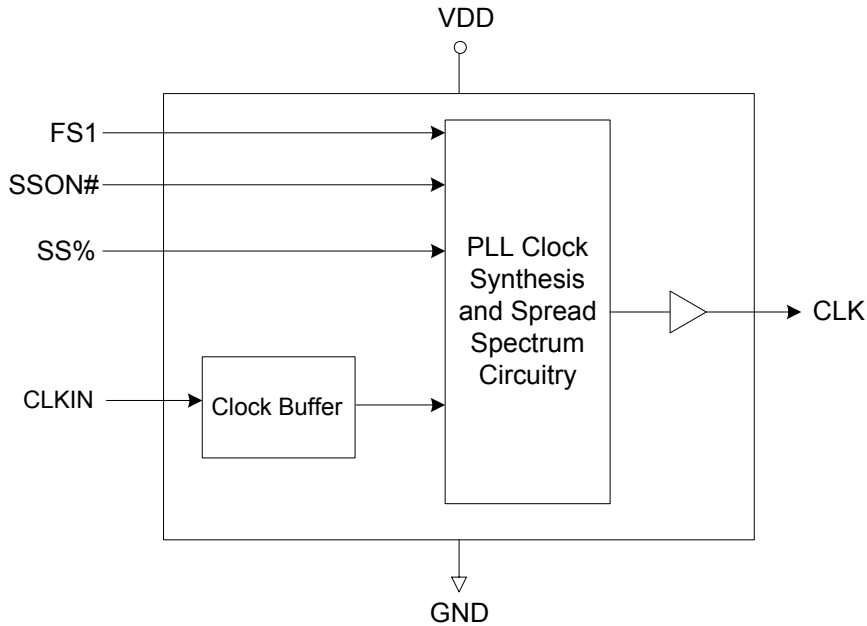 VDD
FS1
SSON#
SS%
PLL Clock
Synthesis
and Spread
Spectrum
Circuitry
CLK
CLKIN
Clock Buffer
GND